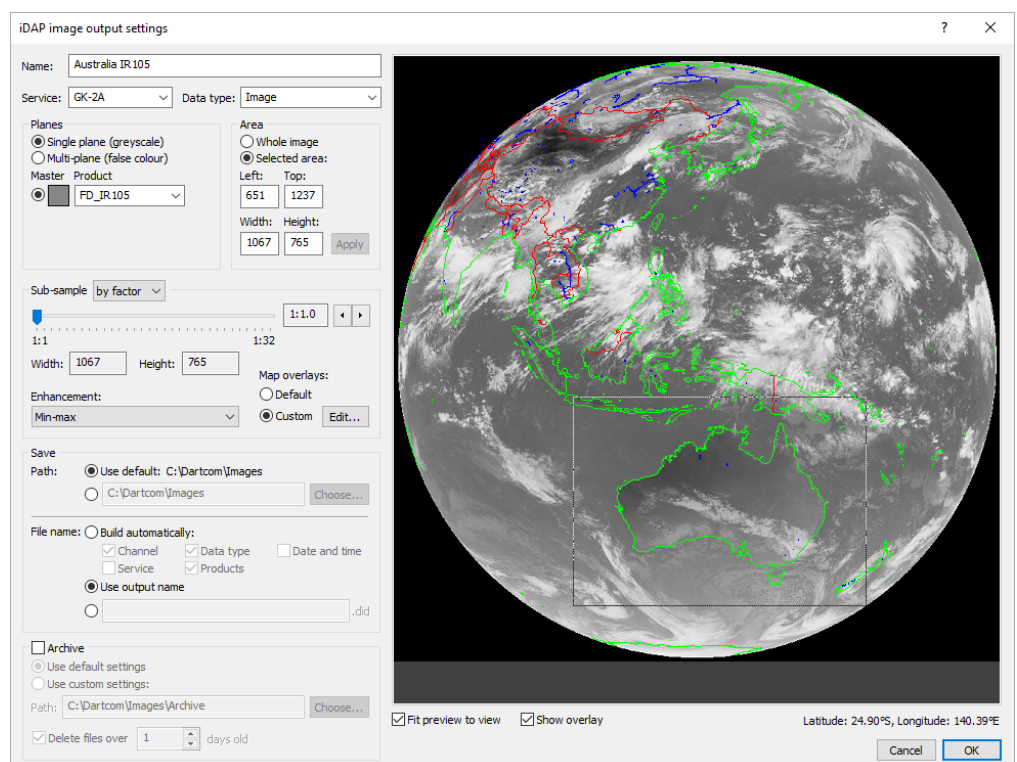 iDAP image output settings
?
Name: Australia IR105
Service: GK-2A Data type: Image
Planes
Single plane (greyscale)
Multi-plane (false colour)
Master Product
FD_IR105
Area
Whole image
Selected area:
Left: Top:
651 1237
Width: Height:
1067 765 Apply
Sub-sample by factor
1:1.0
1:1 1:32
Width: 1067 Height: 765
Enhancement:
Min-max
Map overlays:
Default
Custom Edit...
Save
Path: Use default: C:\Dartcom\Images
C:\Dartcom\Images Choose...
File name: Build automatically:
Channel Data type Date and time
Service Products
Use output name
.did
Archive
Use default settings
Use custom settings:
Path: C:\Dartcom\Images\Archive Choose...
Delete files over 1 days old
Fit preview to view Show overlay Latitude: 24.90°S, Longitude: 140.39°E
Cancel OK